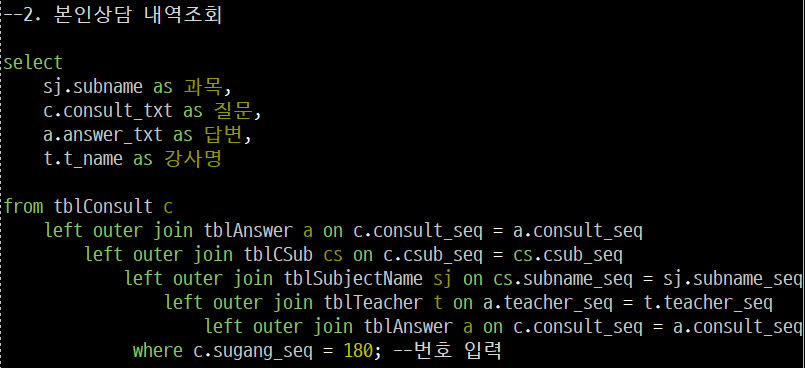 --2. 본인상담 내역조회
select
sj.subname as 과목,
c.consult_txt as 질문,
a.answer_txt as 답변,
t.t_name as 강사명
from tblConsult c
left outer join tblAnswer a on c.consult_seq = a.consult_seq
left outer join tblCSub cs on c.csub_seq = cs.csub_seq
left outer join tblSubjectName sj on cs.subname_seq = sj.subname_seq
left outer join tblTeacher t on a.teacher_seq = t.teacher_seq
left outer join tblAnswer a on c.consult_seq = a.consult_seq
where c.sugang_seq = 180; --번호 입력